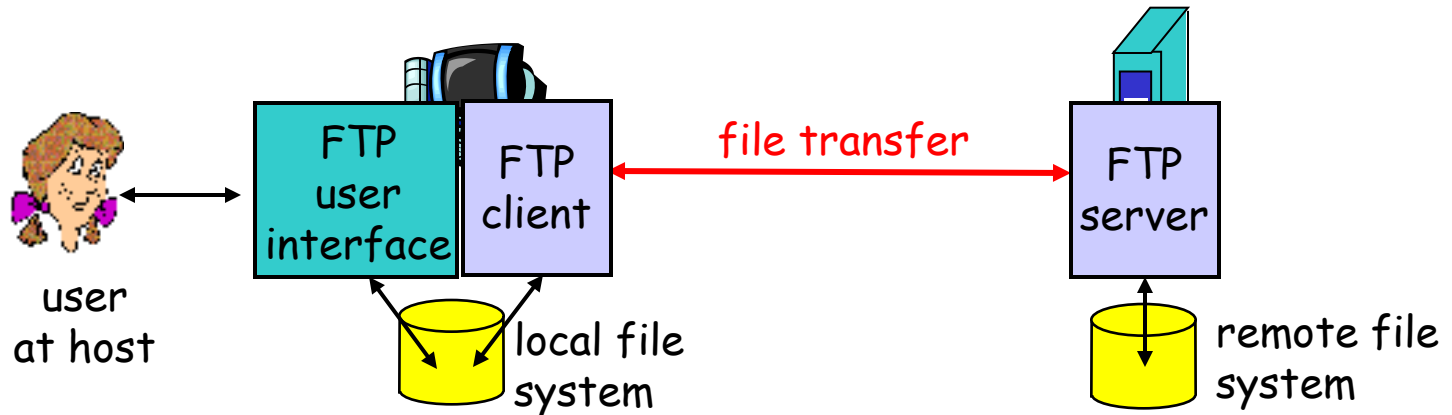 user
at host
FTP
user
interface
FTP
client
local file
system
file transfer
FTP
server
remote file
system